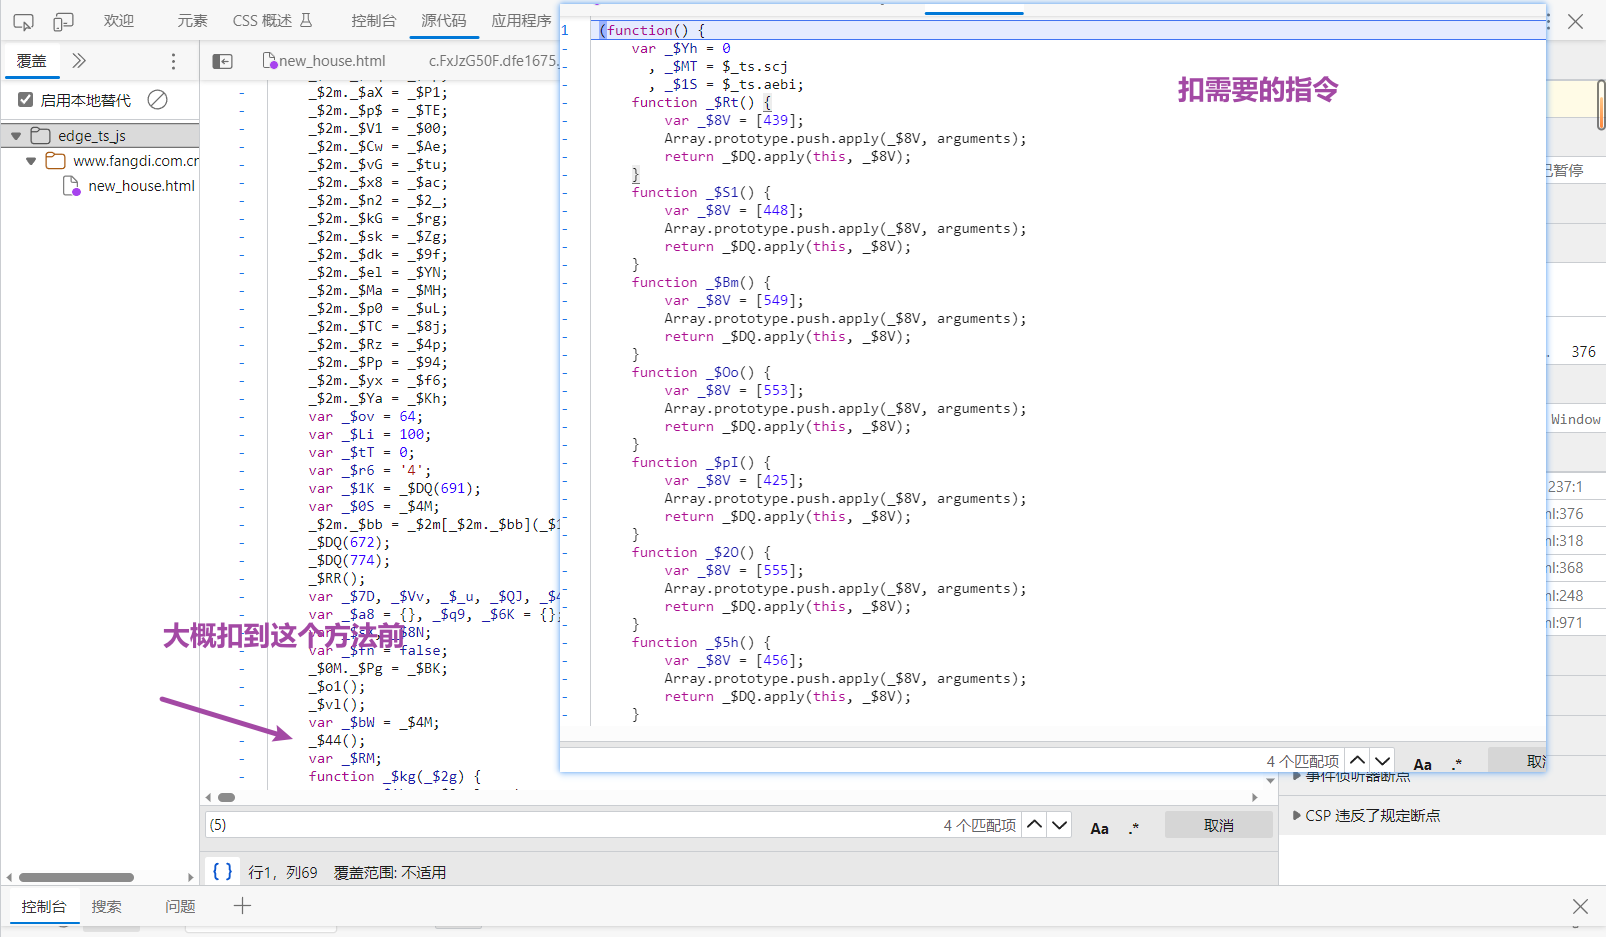 欢迎 元素 CSS 概述 控制台 源代码 应用程序
覆盖
启用本地替代
edge_ts_js
www.fangdi.com.cn
new_house.html
new_house.html c.FxJzG50F.dfe1675.
_$2m._$aX = _$P1;
_$2m._$p$ = _$TE;
_$2m._$V1 = _$00;
_$2m._$Cw = _$Ae;
_$2m._$vG = _$tu;
_$2m._$x8 = _$ac;
_$2m._$n2 = _$2_;
_$2m._$kG = _$rg;
_$2m._$sk = _$Zg;
_$2m._$dk = _$9f;
_$2m._$el = _$YN;
_$2m._$Ma = _$MH;
_$2m._$p0 = _$uL;
_$2m._$TC = _$8j;
_$2m._$Rz = _$4p;
_$2m._$Pp = _$94;
_$2m._$yx = _$f6;
_$2m._$Ya = _$Kh;
var _$ov = 64;
var _$Li = 100;
var _$tT = 0;
var _$r6 = '4';
var _$1K = _$DQ(691);
var _$0S = _$4M;
_$2m._$bb = _$2m[_$2m._$bb](_$1
_$DQ(672);
_$DQ(774);
_$RR();
var _$7D, _$Vv, _$_u, _$QJ, _$4
var _$a8 = {}, _$q9, _$6K = {};
大概扣到这个方法前
var _$fn = false;
_$0M._$Pg = _$BK;
_$o1();
_$vl();
var _$bW = _$4M;
_$44();
var _$RM;
function _$kg(_$2g) {
1 (function() {
var _$Yh = 0
, _$MT = $_ts.scj
, _$1S = $_ts.aebi;
function _$Rt() {
var _$8V = [439];
Array.prototype.push.apply(_$8V, arguments);
return _$DQ.apply(this, _$8V);
}
function _$S1() {
var _$8V = [448];
Array.prototype.push.apply(_$8V, arguments);
return _$DQ.apply(this, _$8V);
}
function _$Bm() {
var _$8V = [549];
Array.prototype.push.apply(_$8V, arguments);
return _$DQ.apply(this, _$8V);
}
function _$Oo() {
var _$8V = [553];
Array.prototype.push.apply(_$8V, arguments);
return _$DQ.apply(this, _$8V);
}
function _$pI() {
var _$8V = [425];
Array.prototype.push.apply(_$8V, arguments);
return _$DQ.apply(this, _$8V);
}
function _$2O() {
var _$8V = [555];
Array.prototype.push.apply(_$8V, arguments);
return _$DQ.apply(this, _$8V);
}
function _$5h() {
var _$8V = [456];
Array.prototype.push.apply(_$8V, arguments);
return _$DQ.apply(this, _$8V);
}
扣需要的指令
4 个匹配项 Aa .* 取消
已暂停
376
Window
237:1
ml:376
ml:318
ml:368
ml:248
ml:971
事件侦听器断点
CSP 违反了规定断点
(5) 4 个匹配项 Aa .* 取消
{ } 行1，列69 覆盖范围: 不适用
控制台 搜索 问题